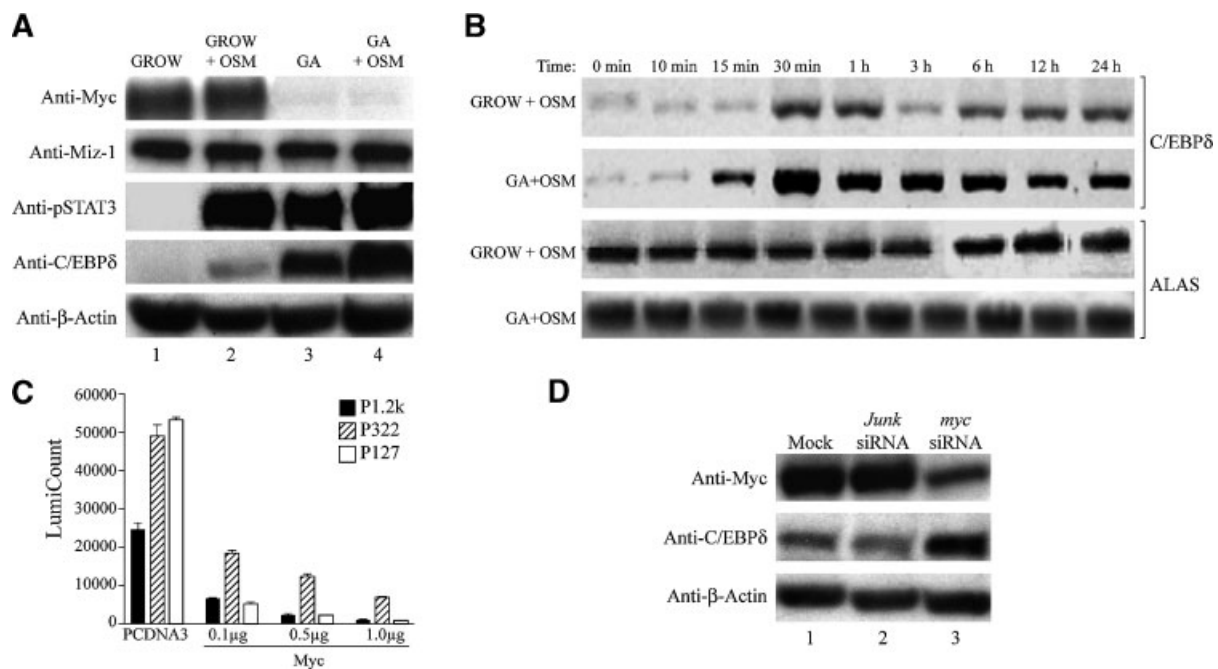 A
GROW
GROW + OSM
GA
GA + OSM
Anti-Myc
Anti-Miz-1
Anti-pSTAT3
Anti-C/EBPδ
Anti-β-Actin
1 2 3 4
B
Time: 0 min 10 min 15 min 30 min 1 h 3 h 6 h 12 h 24 h
GROW + OSM
GA+OSM
C/EBPδ
GROW + OSM
GA+OSM
ALAS
C
60000
50000
40000
30000
20000
10000
0
LumiCount
P1.2k
P322
P127
PCDNA3 0.1µg 0.5µg 1.0µg
Myc
D
Mock
Junk siRNA
myc siRNA
Anti-Myc
Anti-C/EBPδ
Anti-β-Actin
1 2 3